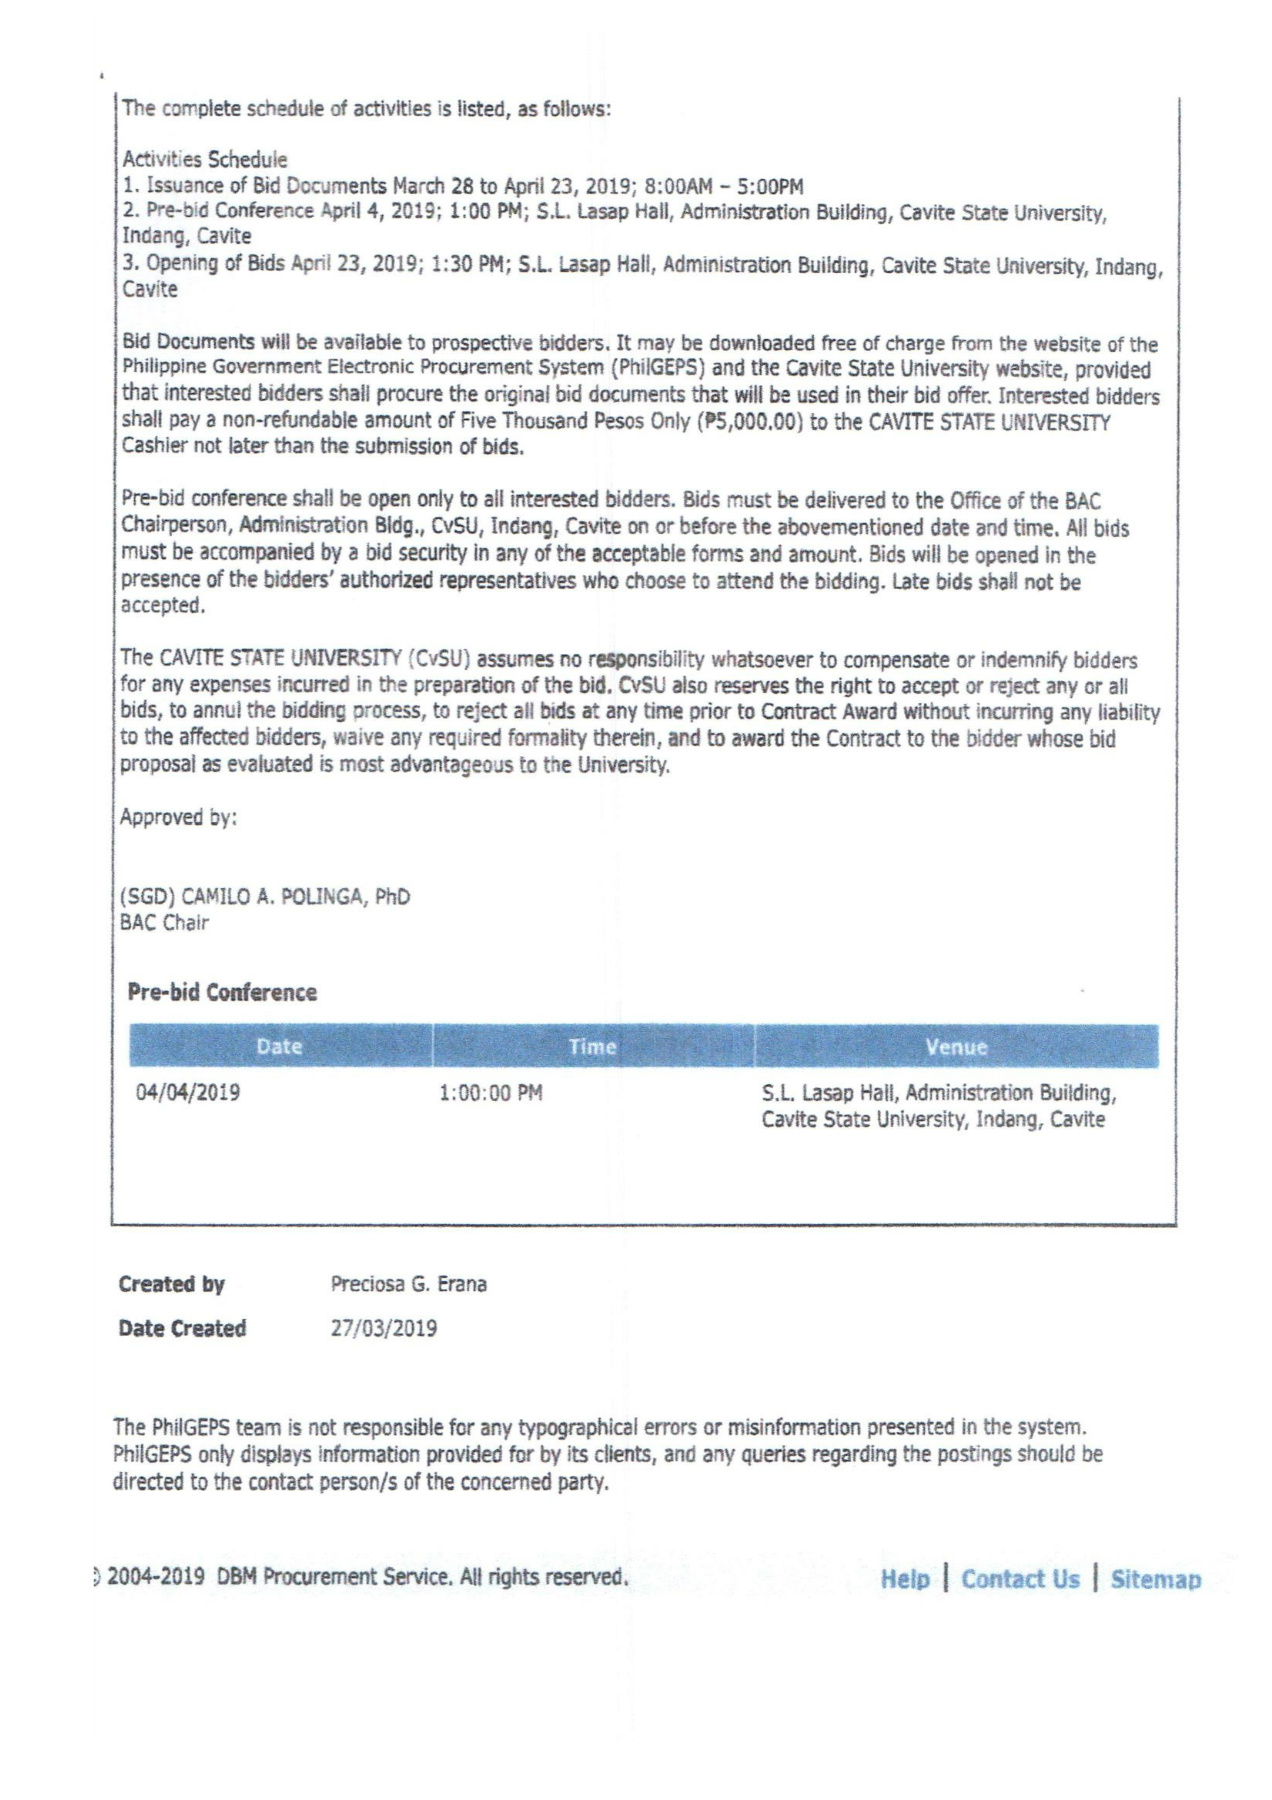 The complete schedule of activities is listed, as follows:
Activities Schedule
1. Issuance of Bid Documents March 28 to April 23, 2019; 8:00AM – 5:00PM
2. Pre-bid Conference April 4, 2019; 1:00 PM; S.L. Lasap Hall, Administration Building, Cavite State University,
Indang, Cavite
3. Opening of Bids April 23, 2019; 1:30 PM; S.L. Lasap Hall, Administration Building, Cavite State University, Indang,
Cavite
Bid Documents will be available to prospective bidders. It may be downloaded free of charge from the website of the
Philippine Government Electronic Procurement System (PhilGEPS) and the Cavite State University website, provided
that interested bidders shall procure the original bid documents that will be used in their bid offer. Interested bidders
shall pay a non-refundable amount of Five Thousand Pesos Only (₱5,000.00) to the CAVITE STATE UNIVERSITY
Cashier not later than the submission of bids.
Pre-bid conference shall be open only to all interested bidders. Bids must be delivered to the Office of the BAC
Chairperson, Administration Bldg., CvSU, Indang, Cavite on or before the abovementioned date and time. All bids
must be accompanied by a bid security in any of the acceptable forms and amount. Bids will be opened in the
presence of the bidders' authorized representatives who choose to attend the bidding. Late bids shall not be
accepted.
The CAVITE STATE UNIVERSITY (CvSU) assumes no responsibility whatsoever to compensate or indemnify bidders
for any expenses incurred in the preparation of the bid. CvSU also reserves the right to accept or reject any or all
bids, to annul the bidding process, to reject all bids at any time prior to Contract Award without incurring any liability
to the affected bidders, waive any required formality therein, and to award the Contract to the bidder whose bid
proposal as evaluated is most advantageous to the University.
Approved by:
(SGD) CAMILO A. POLINGA, PhD
BAC Chair
Pre-bid Conference
Date Time Venue
04/04/2019 1:00:00 PM S.L. Lasap Hall, Administration Building,
Cavite State University, Indang, Cavite
Created by Preciosa G. Erana
Date Created 27/03/2019
The PhilGEPS team is not responsible for any typographical errors or misinformation presented in the system.
PhilGEPS only displays information provided for by its clients, and any queries regarding the postings should be
directed to the contact person/s of the concerned party.
© 2004-2019 DBM Procurement Service. All rights reserved. Help | Contact Us | Sitemap